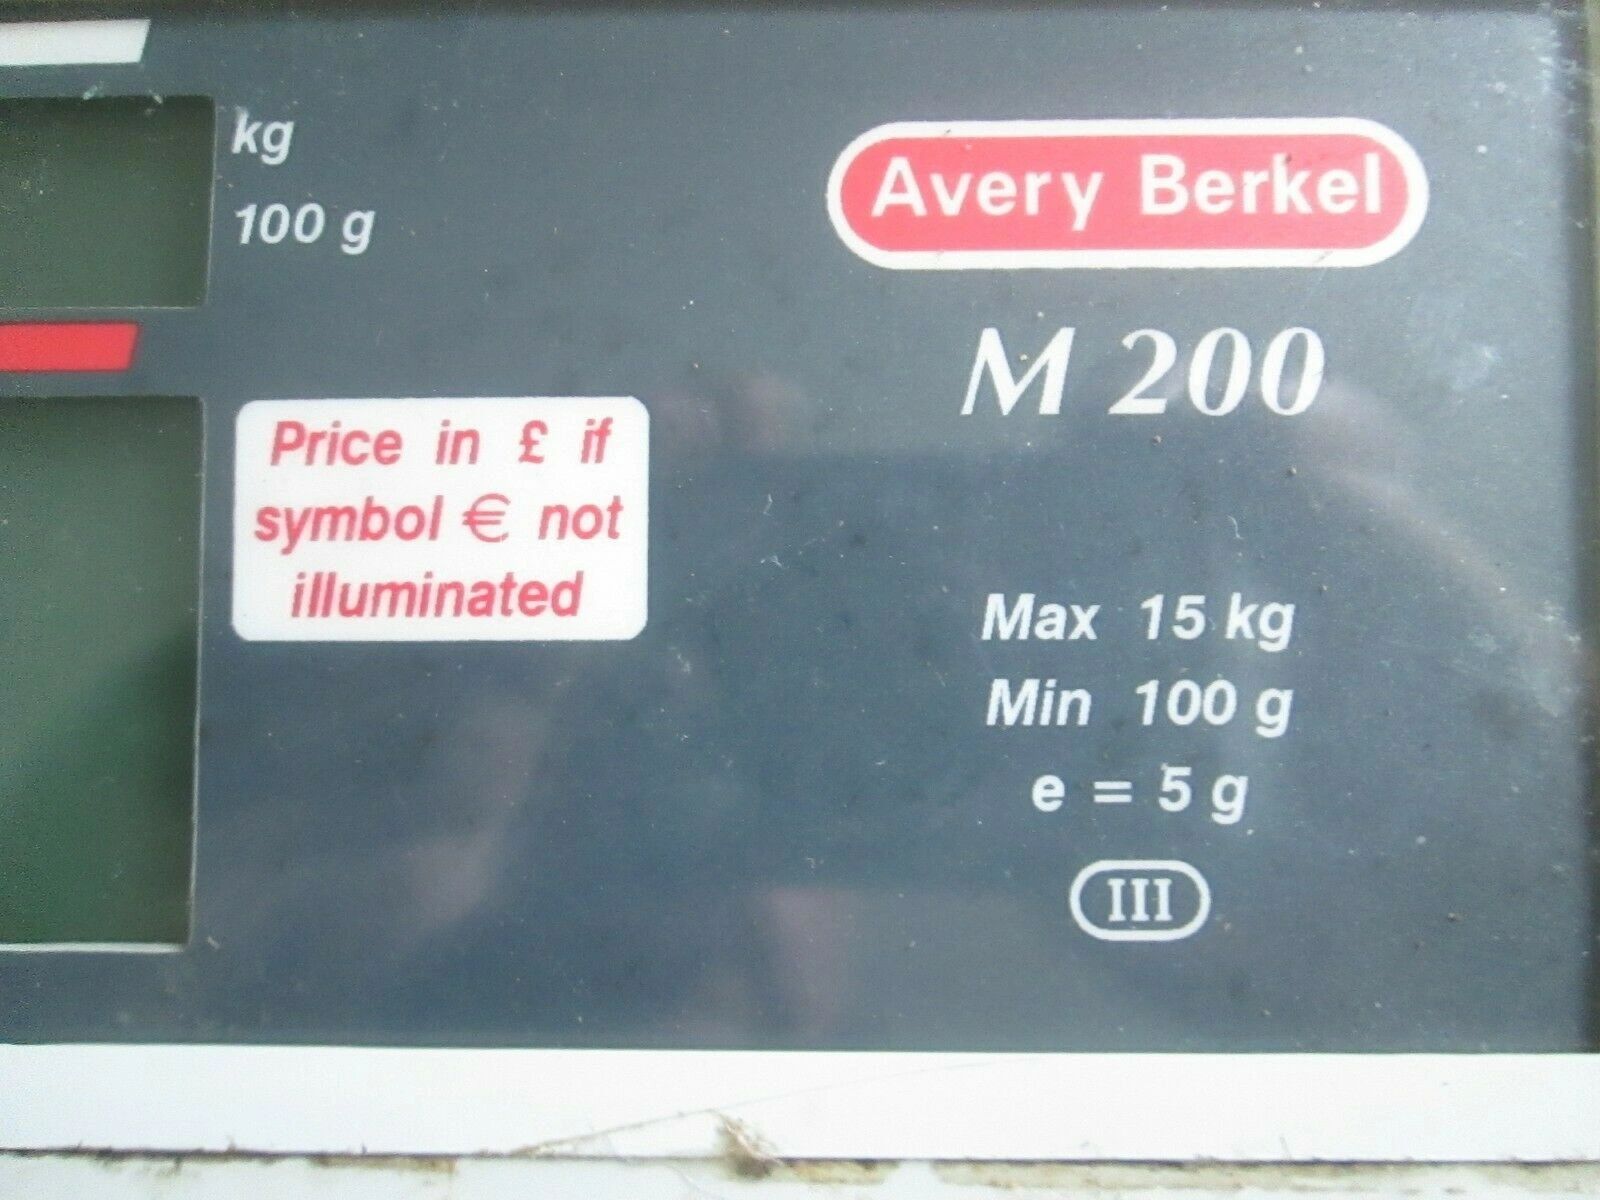 kg
100 g
Avery Berkel
M 200
Price in £ if
symbol € not
illuminated
Max 15 kg
Min 100 g
e = 5 g
III